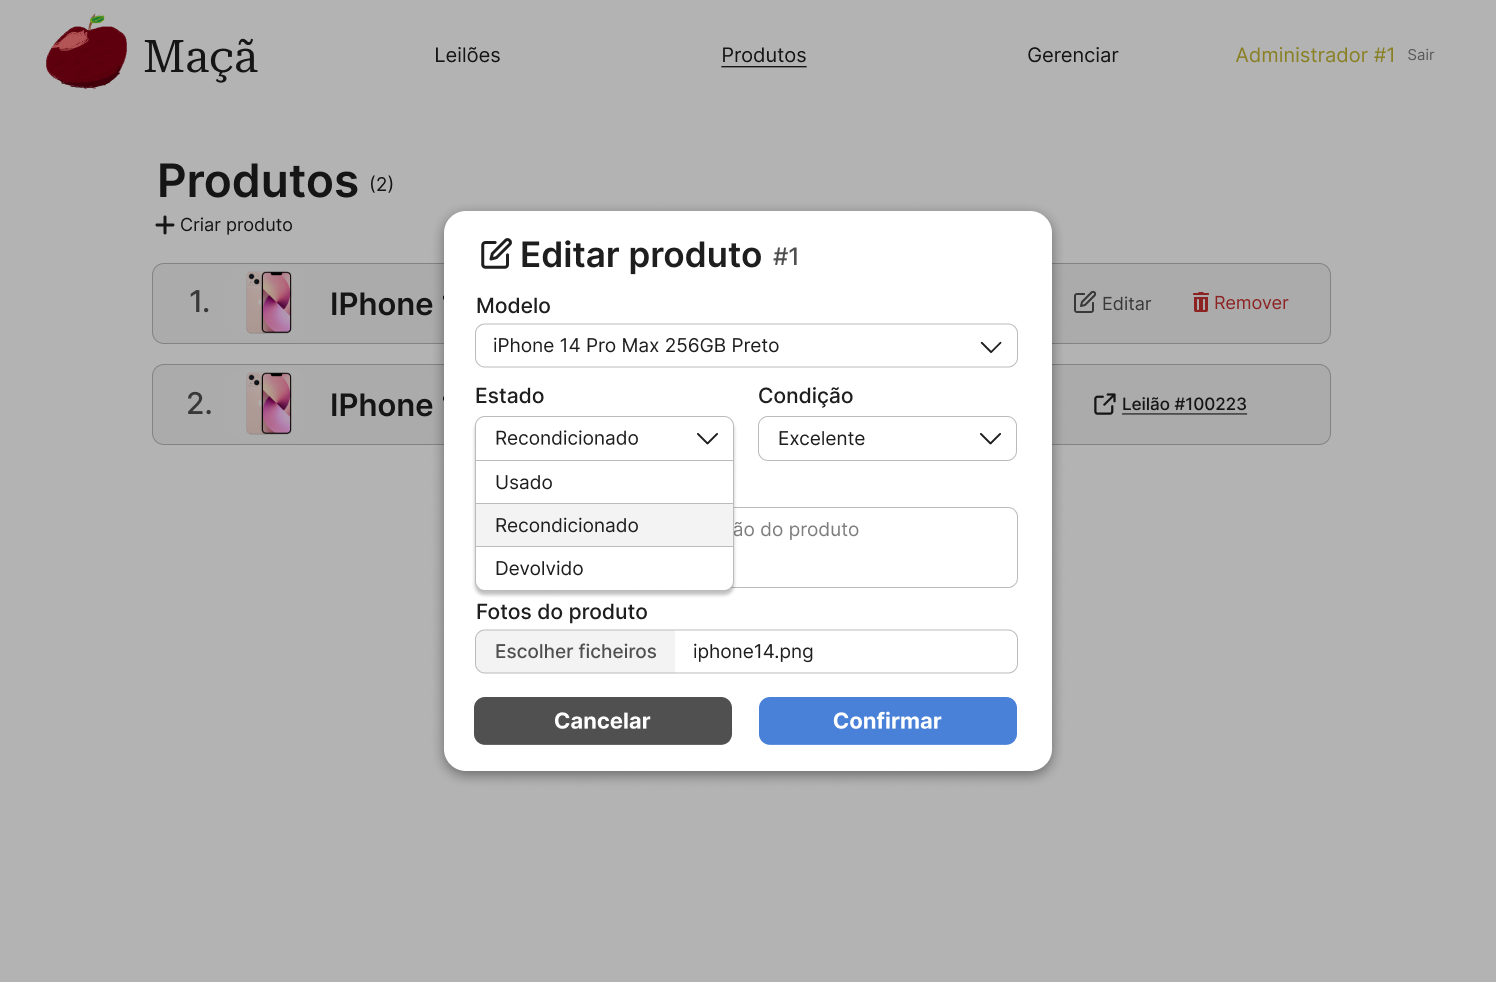 Maçã
Leilões
Produtos
Gerenciar
Administrador #1
Sair
Produtos (2)
Criar produto
1.
IPhone
Editar
Remover
2.
IPhone
Leilão #100223
Editar produto #1
Modelo
iPhone 14 Pro Max 256GB Preto
Estado
Condição
Recondicionado
Excelente
Usado
Recondicionado
Devolvido
ão do produto
Fotos do produto
Escolher ficheiros
iphone14.png
Cancelar
Confirmar